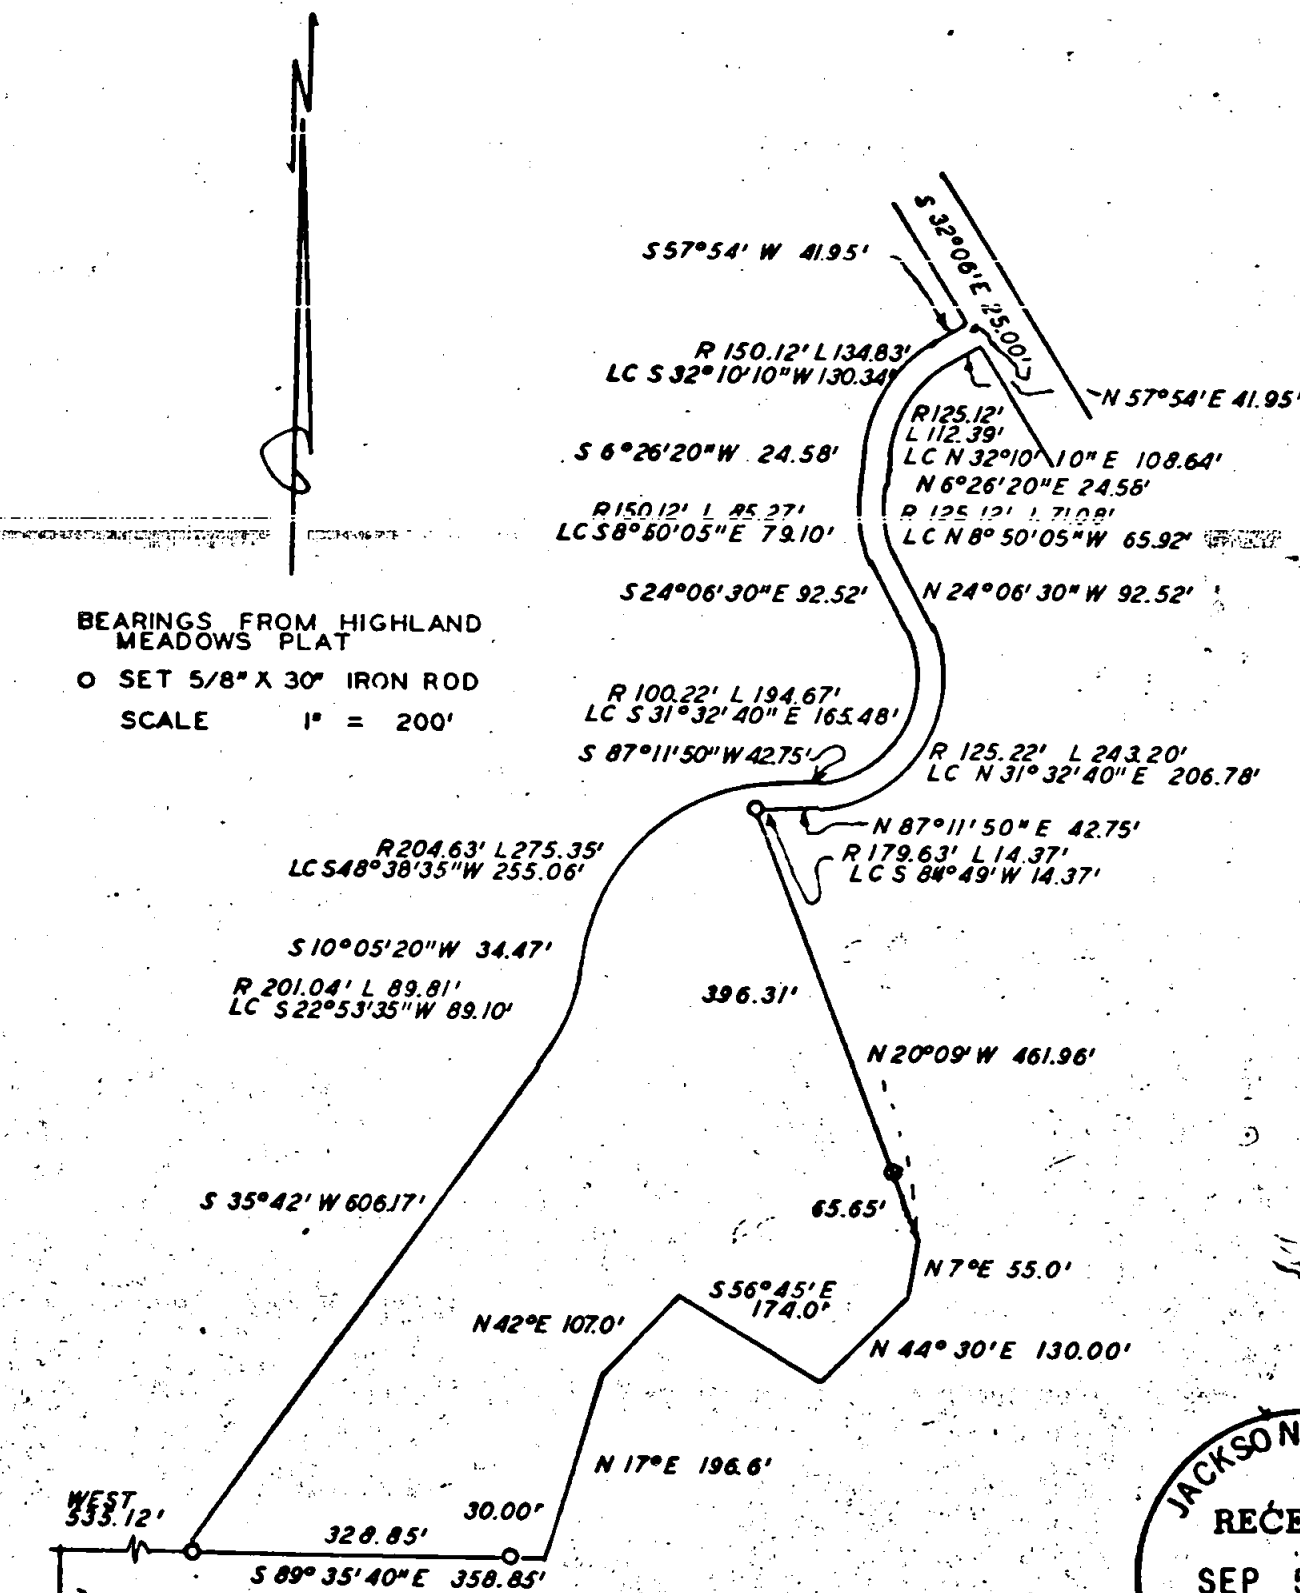 N
S 32°06'E 25.00'
S 57°54' W 41.95'
R 150.12' L 134.83'
LC S 32°10'10"W 130.34'
N 57°54'E 41.95'
R 125.12'
L 112.39'
LC N 32°10' 10" E 108.64'
S 6°26'20"W 24.58'
N 6°26'20"E 24.58'
R 150.12' L 85.27'
LC S 8°50'05"E 79.10'
R 125.12' L 71.08'
LC N 8°50'05"W 65.92'
S 24°06'30"E 92.52'
N 24°06'30"W 92.52'
BEARINGS FROM HIGHLAND
MEADOWS PLAT
O SET 5/8" X 30" IRON ROD
SCALE 1" = 200'
R 100.22' L 194.67'
LC S 31°32'40" E 165.48'
S 87°11'50"W 42.75'
R 125.22' L 243.20'
LC N 31°32'40" E 206.78'
N 87°11'50" E 42.75'
R 179.63' L 14.37'
LC S 84°49'W 14.37'
R 204.63' L 275.35'
LC S 48°38'35"W 255.06'
S 10°05'20"W 34.47'
R 201.04' L 89.81'
LC S 22°53'35"W 89.10'
396.31'
N 20°09'W 461.96'
S 35°42' W 606.17'
65.65'
N 7°E 55.0'
S 56°45'E
174.0'
N 42°E 107.0'
N 44°30'E 130.00'
N 17°E 196.6'
WEST
535.12'
30.00'
328.85'
S 89°35'40"E 358.85'
JACKSON
RECE
SEP